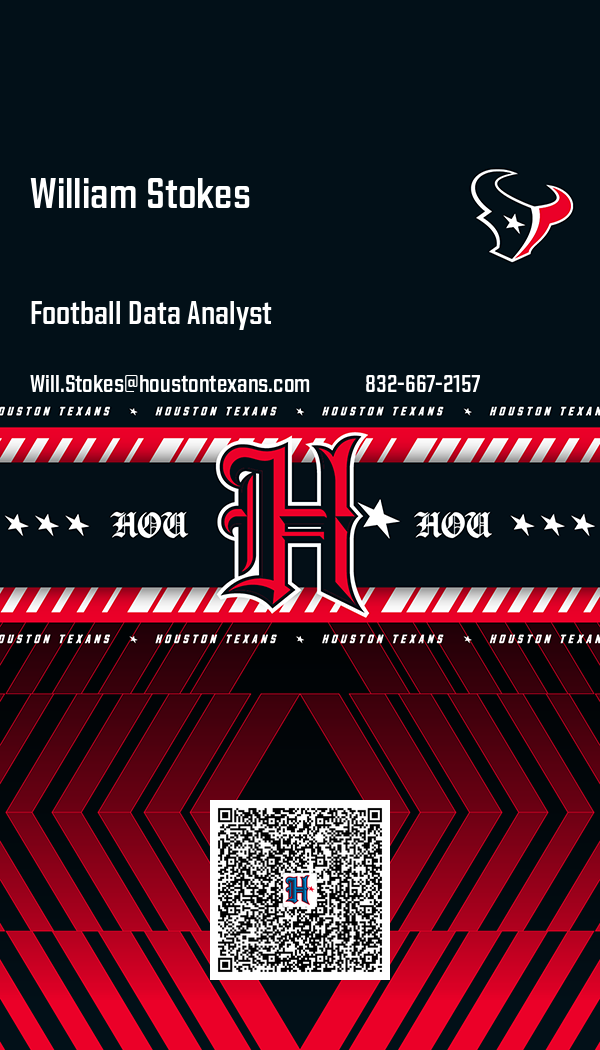 William Stokes
Football Data Analyst
Will.Stokes@houstontexans.com 832-667-2157
OUSTON TEXANS HOUSTON TEXANS HOUSTON TEXANS HOUSTON TEXAN
HOU H HOU
OUSTON TEXANS HOUSTON TEXANS HOUSTON TEXANS HOUSTON TEXAN
H